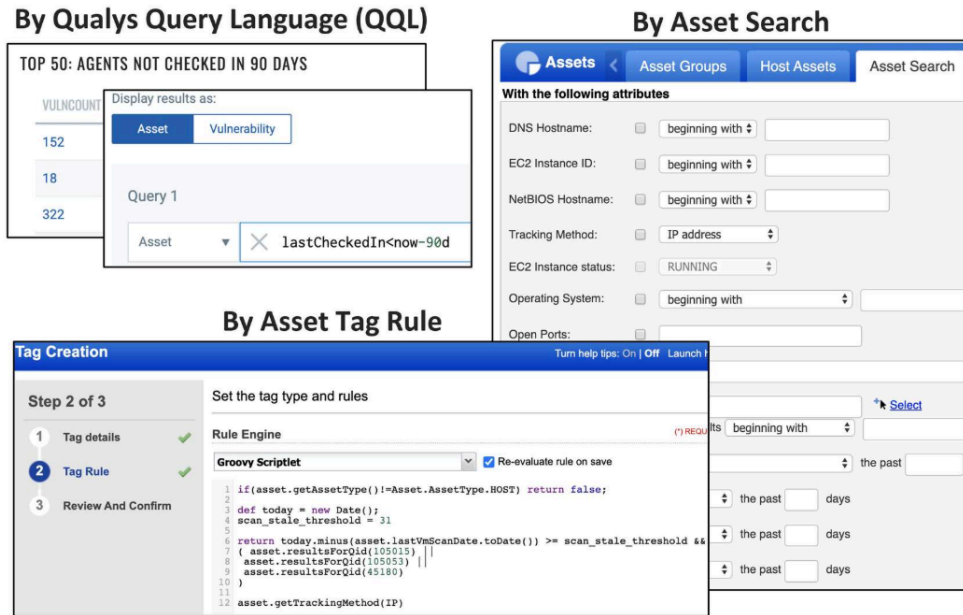 By Qualys Query Language (QQL)
TOP 50: AGENTS NOT CHECKED IN 90 DAYS
VULNCOUNT
152
18
322
Display results as:
Asset Vulnerability
Query 1
Asset lastCheckedIn<now-90d
By Asset Search
Assets Asset Groups Host Assets Asset Search
With the following attributes
DNS Hostname: beginning with
EC2 Instance ID: beginning with
NetBIOS Hostname: beginning with
Tracking Method: IP address
EC2 Instance status: RUNNING
Operating System: beginning with
Open Ports:
Select
beginning with
the past
the past days
the past days
the past days
By Asset Tag Rule
Tag Creation
Turn help tips: On | Off Launch
Step 2 of 3
1 Tag details
2 Tag Rule
3 Review And Confirm
Set the tag type and rules
Rule Engine
(*) REQU
Groovy Scriptlet Re-evaluate rule on save
1 if(asset.getAssetType()!=Asset.AssetType.HOST) return false;
2
3 def today = new Date();
4 scan_stale_threshold = 31
5
6 return today.minus(asset.lastVmScanDate.toDate()) >= scan_stale_threshold &&
7 ( asset.resultsForQid(105015) ||
8 asset.resultsForQid(105053) ||
9 asset.resultsForQid(45180)
10 )
11
12 asset.getTrackingMethod(IP)